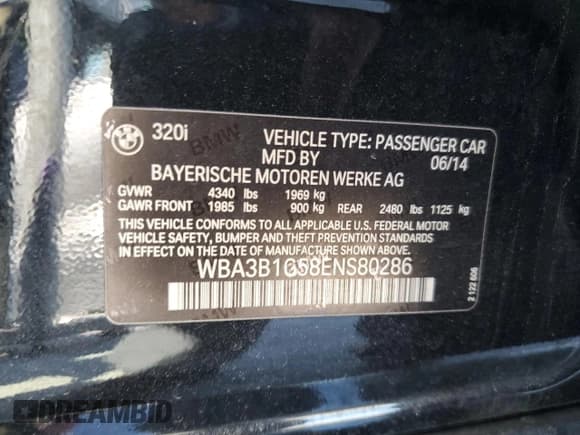 320i
VEHICLE TYPE: PASSENGER CAR
MFD BY 06/14
BAYERISCHE MOTOREN WERKE AG
GVWR 4340 lbs 1969 kg
GAWR FRONT 1985 lbs 900 kg REAR 2480 lbs 1125 kg
THIS VEHICLE CONFORMS TO ALL APPLICABLE U.S. FEDERAL MOTOR
VEHICLE SAFETY, BUMPER AND THEFT PREVENTION STANDARDS
IN EFFECT ON THE DATE OF MANUFACTURE SHOWN ABOVE
WBA3B1C58ENS80286
2 122 606
DREAMBID